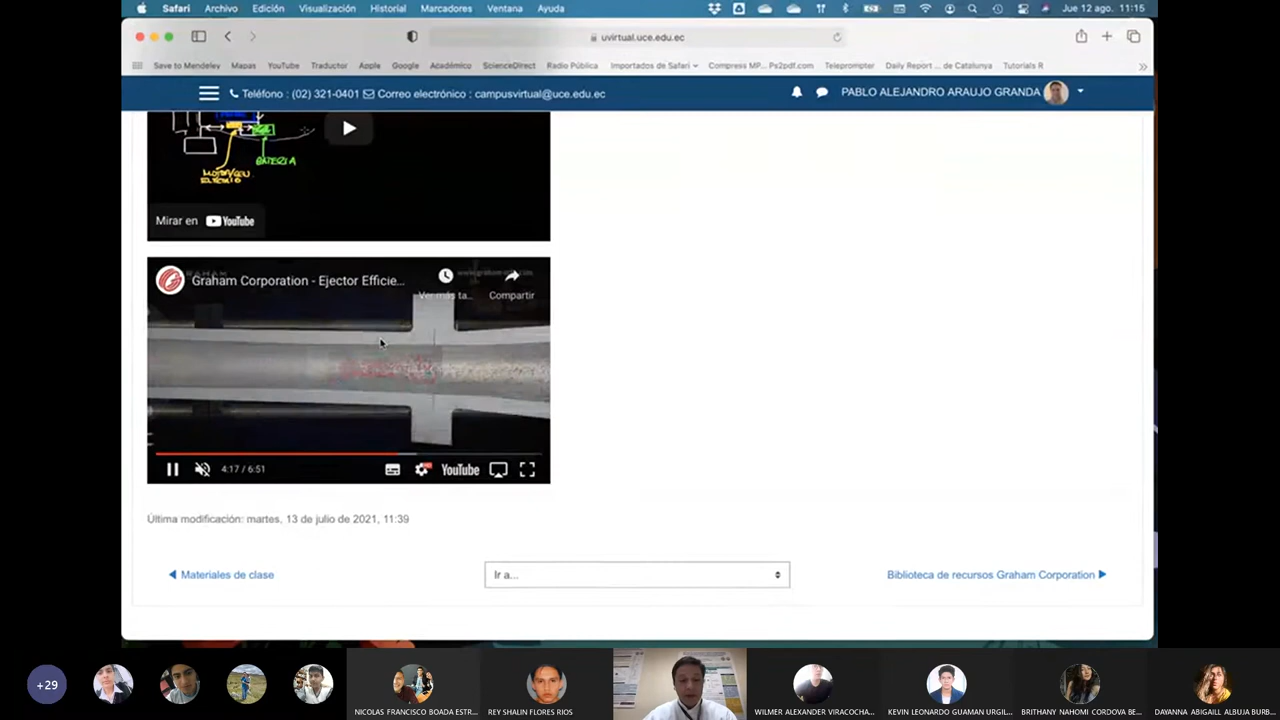 Safari Archivo Edición Visualización Historial Marcadores Ventana Ayuda Jue 12 ago. 11:15
uvirtual.uce.edu.ec
Save to Mendeley Mapas YouTube Traductor Apple Google Académico ScienceDirect Radio Pública Importados de Safari Compress MP... Ps2pdf.com Teleprompter Daily Report ... de Catalunya Tutorials R
Teléfono : (02) 321-0401 Correo electrónico : campusvirtual@uce.edu.ec PABLO ALEJANDRO ARAUJO GRANDA
BATERIA
Mirar en YouTube
Graham Corporation - Ejector Efficie...
Ver más ta... Compartir
4:17 / 6:51 YouTube
Última modificación: martes, 13 de julio de 2021, 11:39
Materiales de clase Ir a... Biblioteca de recursos Graham Corporation
+29
NICOLAS FRANCISCO BOADA ESTR... REY SHALIN FLORES RIOS WILMER ALEXANDER VIRACOCHA... KEVIN LEONARDO GUAMAN URGIL... BRITHANY NAHOMI CORDOVA BE... DAYANNA ABIGAILL ALBUJA BURB...